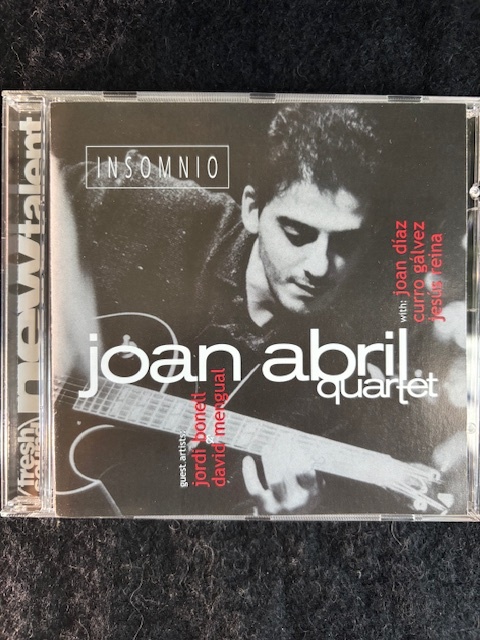 INSOMNIO
joan abril
quartet
with: joan díaz
curro gálvez
jesús reina
guest artists
jordi bonell
david mengual
newtalent
fresh